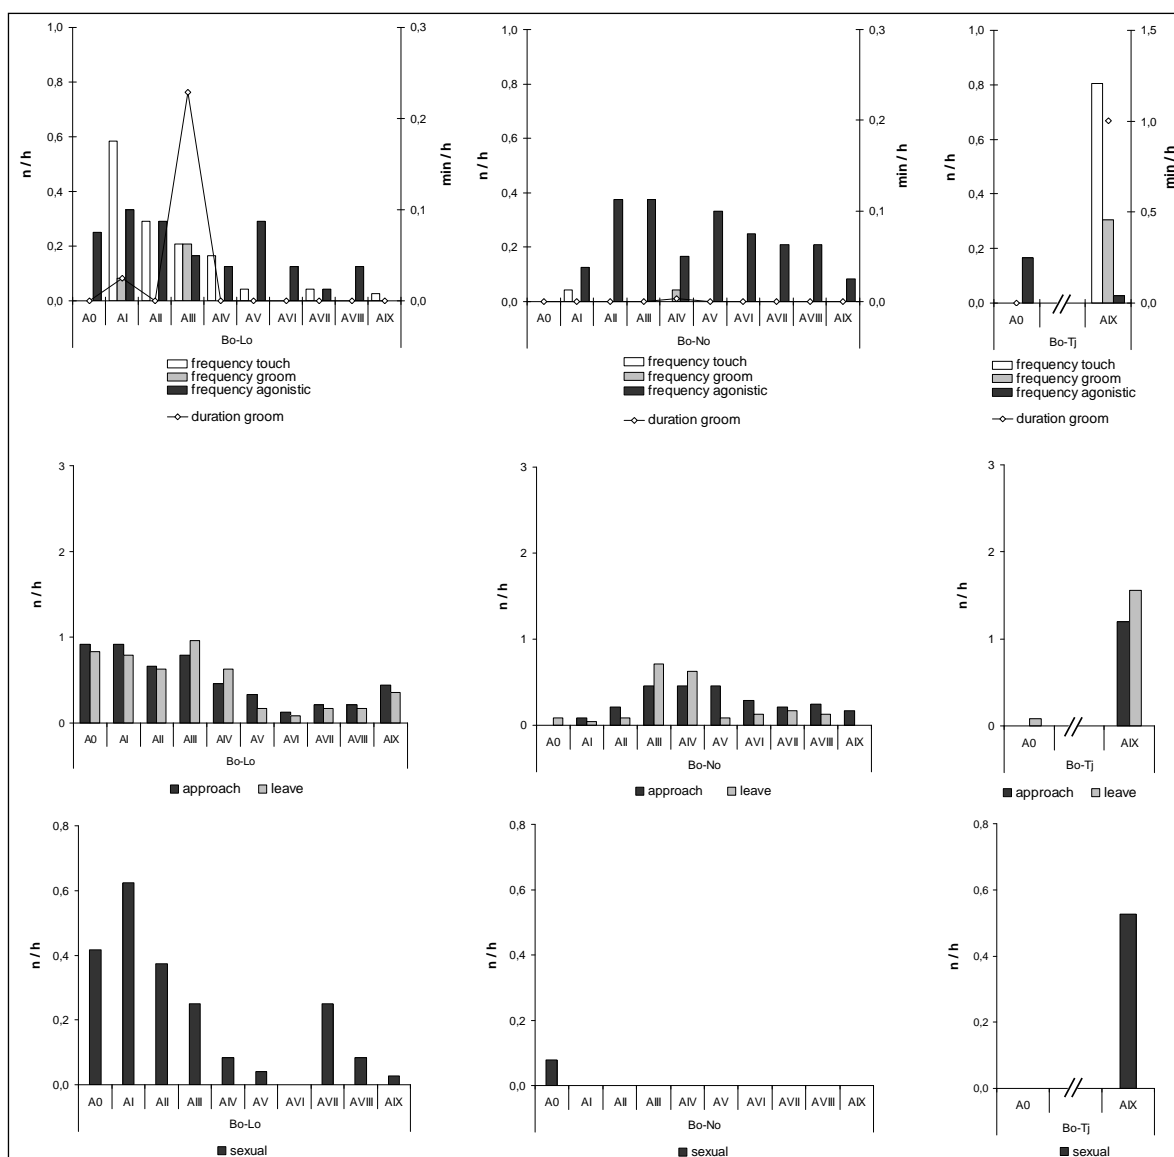 1,0
0,8
0,6
0,4
0,2
0,0
n / h
0,3
0,2
0,1
0,0
min / h
A0 AI AII AIII AIV AV AVI AVII AVIII AIX
Bo-Lo
frequency touch
frequency groom
frequency agonistic
duration groom
1,0
0,8
0,6
0,4
0,2
0,0
n / h
0,3
0,2
0,1
0,0
min / h
A0 AI AII AIII AIV AV AVI AVII AVIII AIX
Bo-No
frequency touch
frequency groom
frequency agonistic
duration groom
1,0
0,8
0,6
0,4
0,2
0,0
n / h
1,5
1,0
0,5
0,0
min / h
A0 AIX
Bo-Tj
frequency touch
frequency groom
frequency agonistic
duration groom
3
2
1
0
n / h
A0 AI AII AIII AIV AV AVI AVII AVIII AIX
Bo-Lo
approach leave
3
2
1
0
n / h
A0 AI AII AIII AIV AV AVI AVII AVIII AIX
Bo-No
approach leave
3
2
1
0
n / h
A0 AIX
Bo-Tj
approach leave
0,8
0,6
0,4
0,2
0,0
n / h
A0 AI AII AIII AIV AV AVI AVII AVIII AIX
Bo-Lo
sexual
0,8
0,6
0,4
0,2
0,0
n / h
A0 AI AII AIII AIV AV AVI AVII AVIII AIX
Bo-No
sexual
0,8
0,6
0,4
0,2
0,0
n / h
A0 AIX
Bo-Tj
sexual